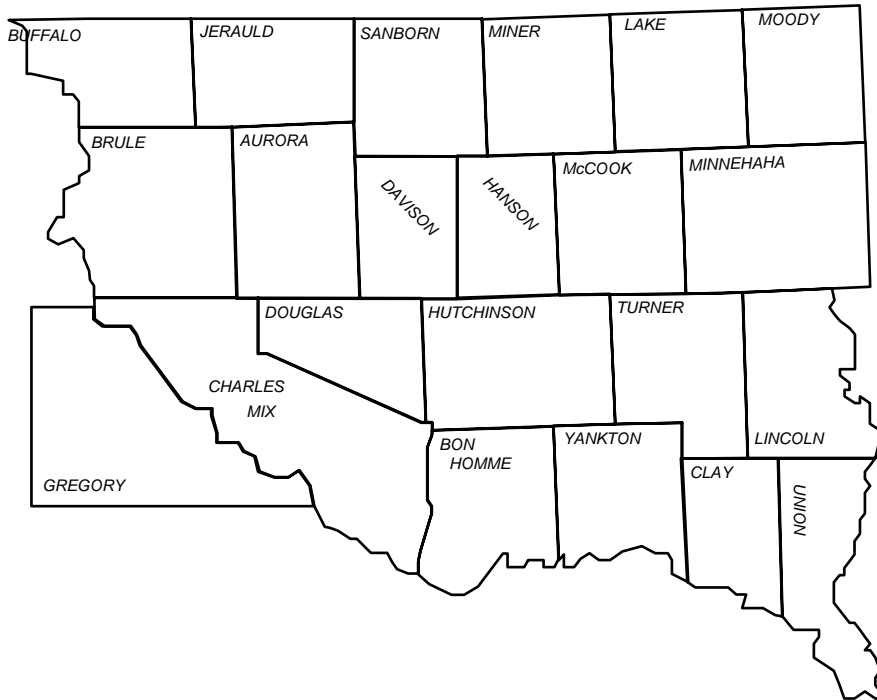 BUFFALO
JERAULD
SANBORN
MINER
LAKE
MOODY
BRULE
AURORA
DAVISON
HANSON
McCOOK
MINNEHAHA
DOUGLAS
HUTCHINSON
TURNER
CHARLES
MIX
GREGORY
BON
HOMME
YANKTON
LINCOLN
CLAY
UNION